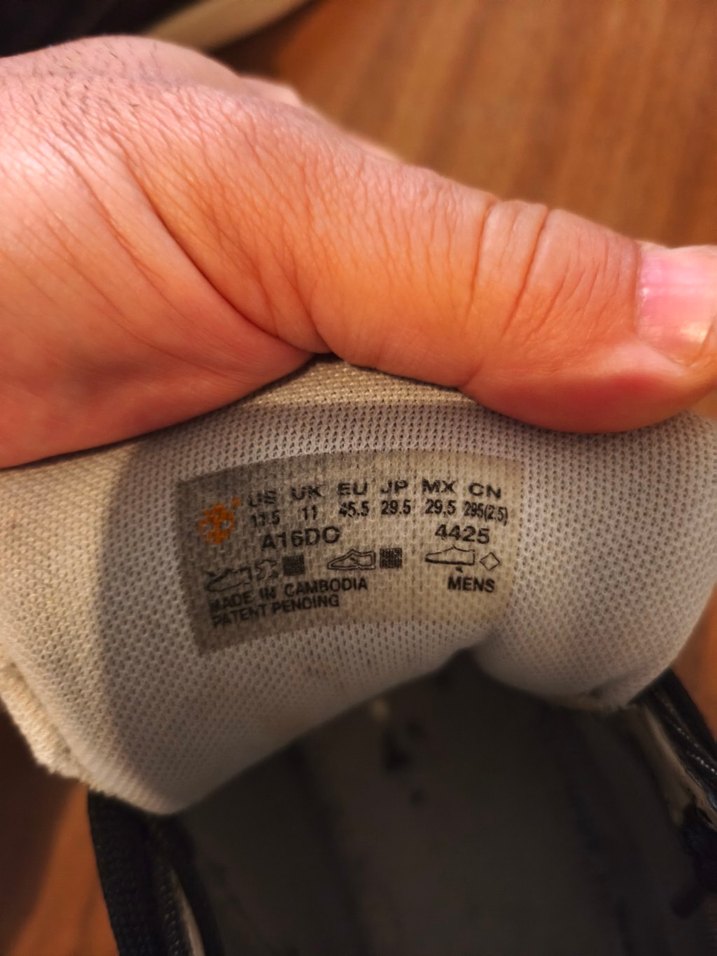 US UK EU JP MX CN
11.5 11 45.5 29.5 29.5 295(2.5)
A16DO 4425
MENS
MADE IN CAMBODIA
PATENT PENDING